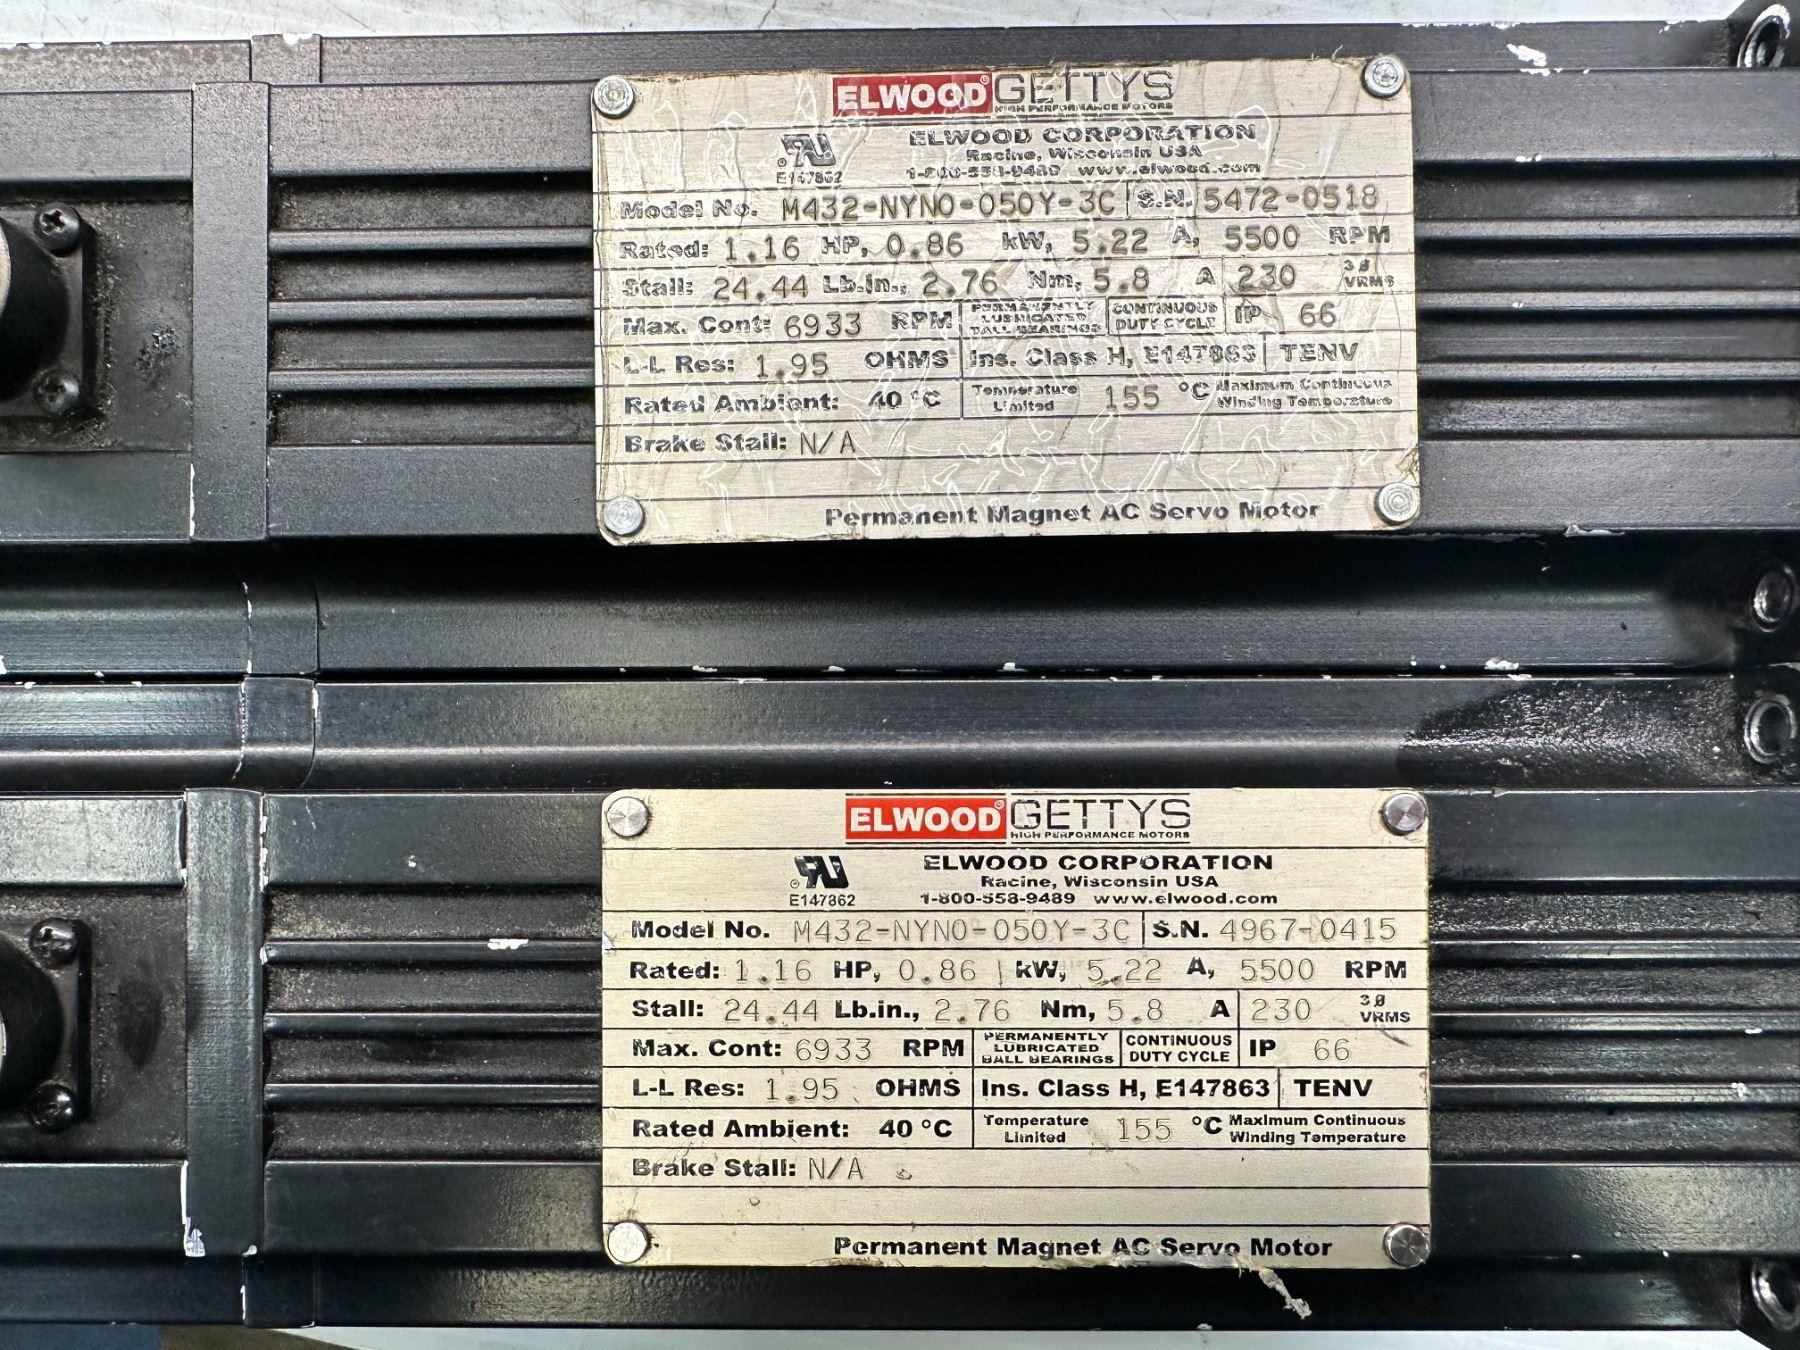 ELWOOD® GETTYS
HIGH PERFORMANCE MOTORS
ELWOOD CORPORATION
Racine, Wisconsin USA
E147862 1-800-558-9489 www.elwood.com
Model No. M432-NYN0-050Y-3C S.N. 5472-0518
Rated: 1.16 HP, 0.86 kW, 5.22 A, 5500 RPM
Stall: 24.44 Lb.in., 2.76 Nm, 5.8 A 230 3Ø VRMS
Max. Cont: 6933 RPM PERMANENTLY LUBRICATED BALL BEARINGS CONTINUOUS DUTY CYCLE IP 66
L-L Res: 1.95 OHMS Ins. Class H, E147863 TENV
Rated Ambient: 40 °C Temperature Limited 155 °C Maximum Continuous Winding Temperature
Brake Stall: N/A
Permanent Magnet AC Servo Motor
ELWOOD® GETTYS
HIGH PERFORMANCE MOTORS
ELWOOD CORPORATION
Racine, Wisconsin USA
E147862 1-800-558-9489 www.elwood.com
Model No. M432-NYN0-050Y-3C S.N. 4967-0415
Rated: 1.16 HP, 0.86 kW, 5.22 A, 5500 RPM
Stall: 24.44 Lb.in., 2.76 Nm, 5.8 A 230 3Ø VRMS
Max. Cont: 6933 RPM PERMANENTLY LUBRICATED BALL BEARINGS CONTINUOUS DUTY CYCLE IP 66
L-L Res: 1.95 OHMS Ins. Class H, E147863 TENV
Rated Ambient: 40 °C Temperature Limited 155 °C Maximum Continuous Winding Temperature
Brake Stall: N/A
Permanent Magnet AC Servo Motor